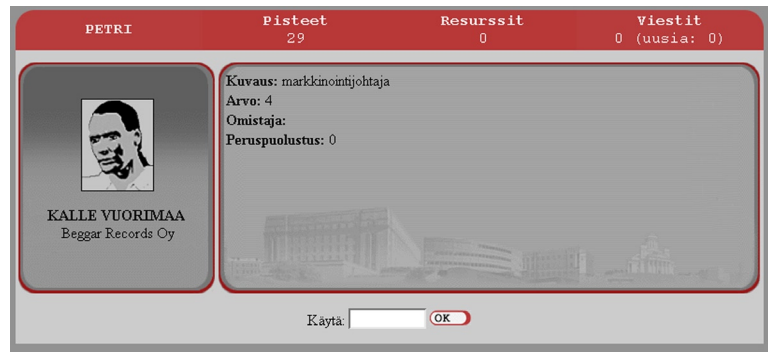 PETRI Pisteet Resurssit Viestit
29 0 0 (uusia: 0)
Kuvaus: markkinointijohtaja
Arvo: 4
Omistaja:
Peruspuolustus: 0
KALLE VUORIMAA
Beggar Records Oy
Käytä: OK